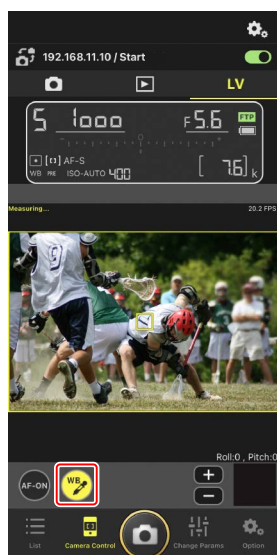 192.168.11.10 / Start
LV
S 1000 F5.6 FTP
[ ] AF-S
WB PRE ISO-AUTO 400 [ 7.6] k
Measuring... 20.2 FPS
9
Roll:0 , Pitch:0
AF-ON WB +
−
List Camera Control Change Params Option